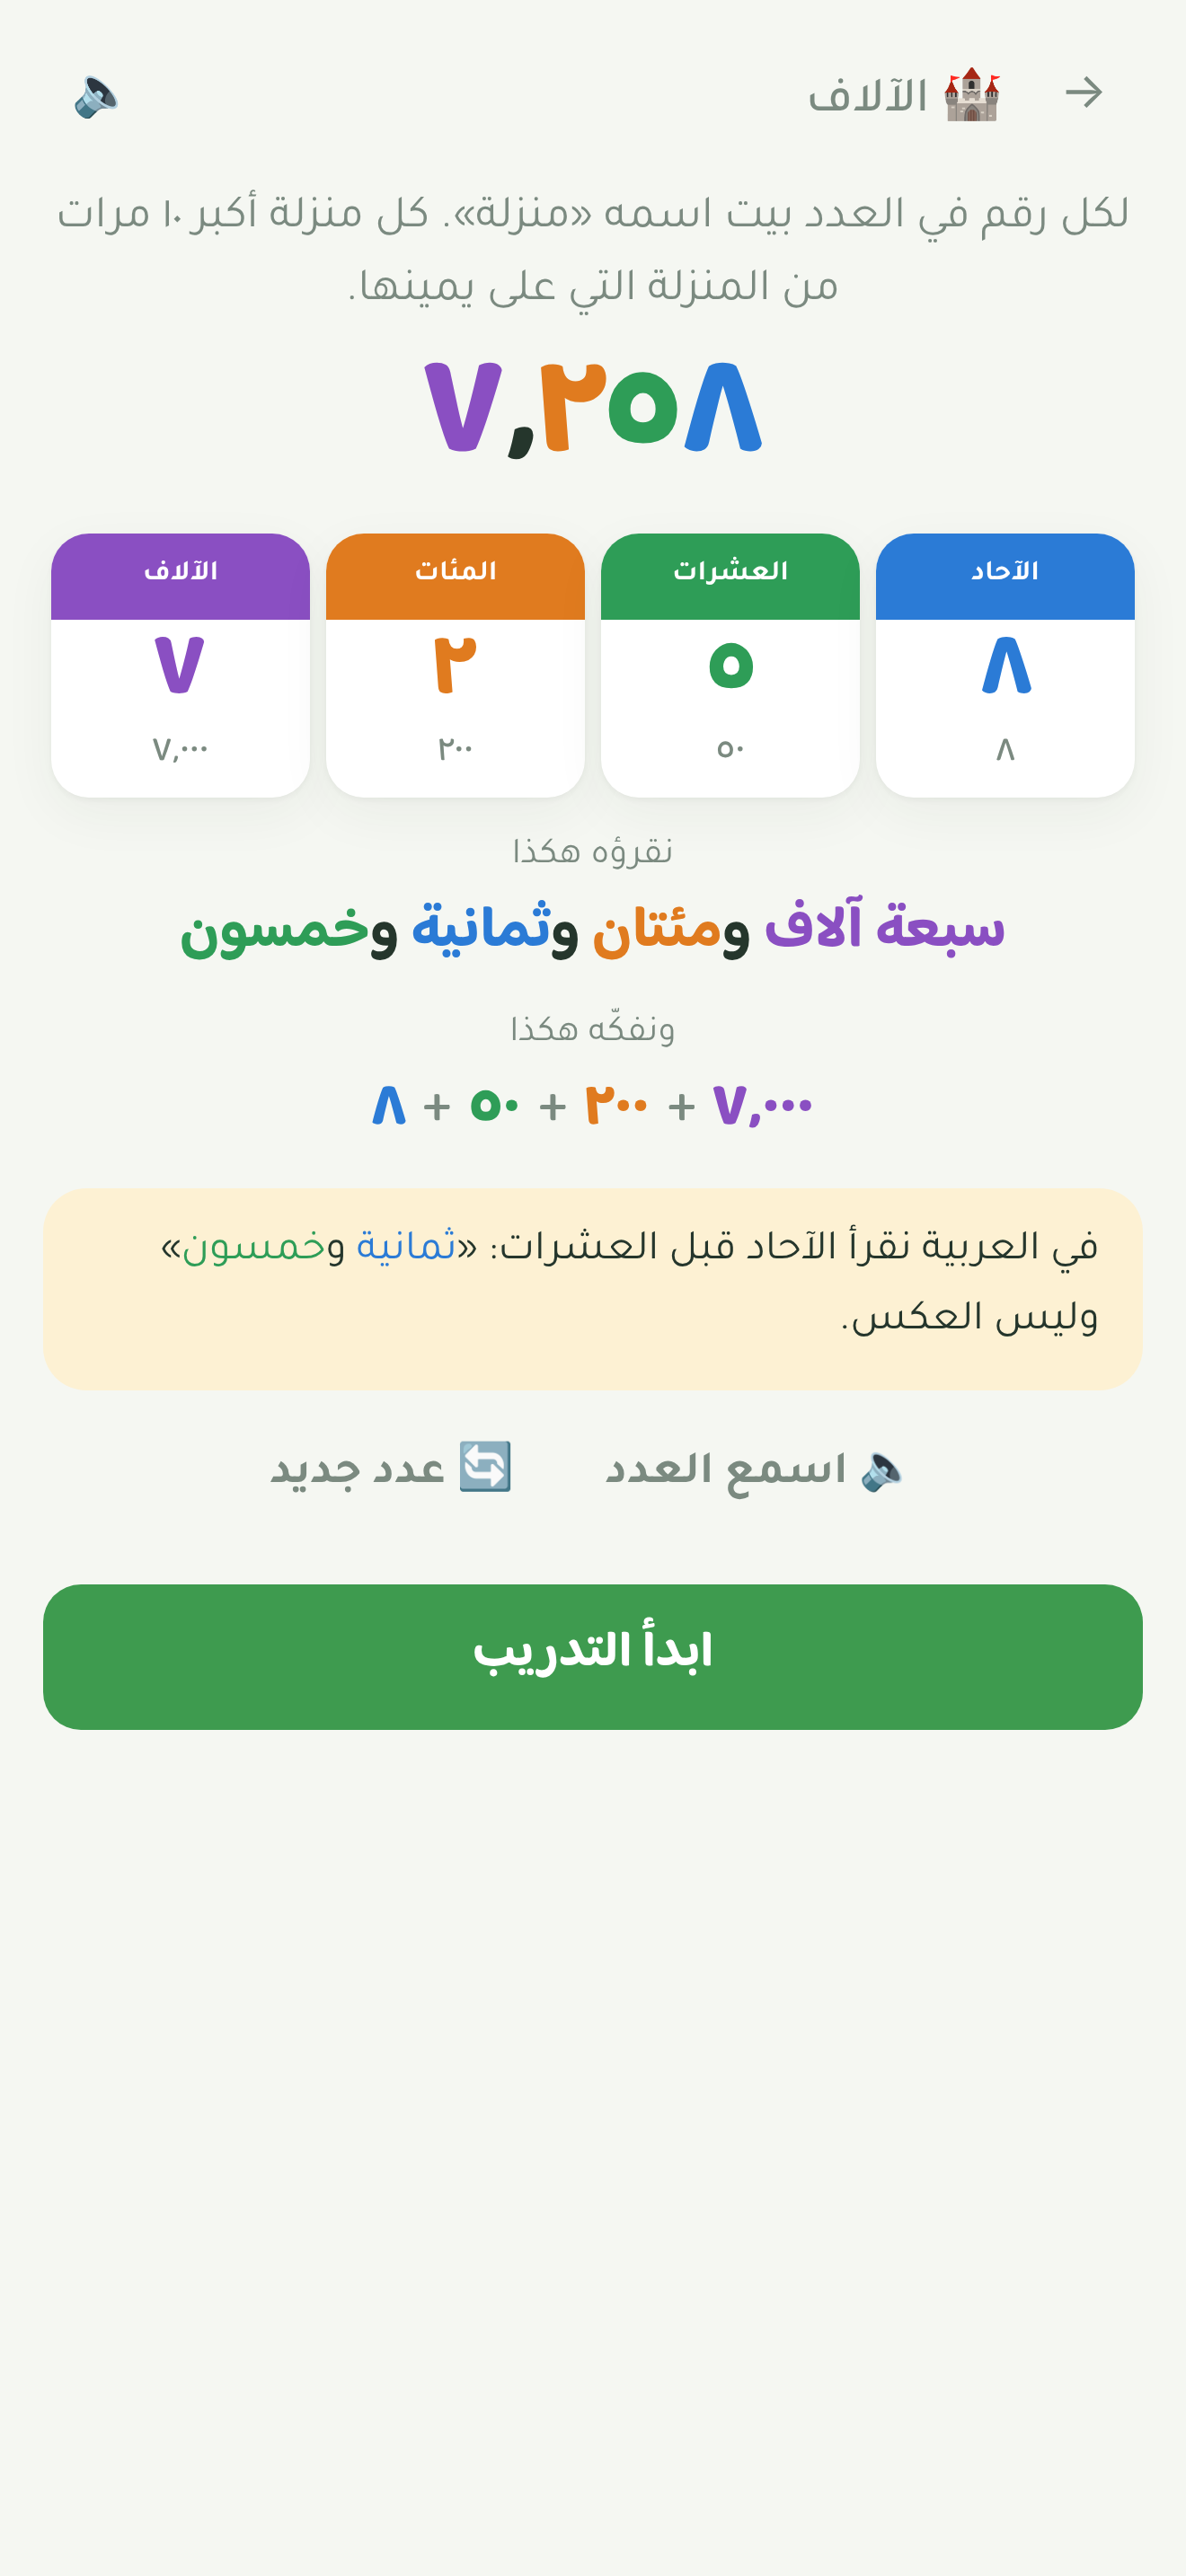 🏰 الآلاف
لكل رقم في العدد بيت اسمه «منزلة». كل منزلة أكبر ١٠ مرات
من المنزلة التي على يمينها.
٧,٢٥٨
الآحاد العشرات المئات الآلاف
٨ ٥ ٢ ٧
٨ ٥٠ ٢٠٠ ٧,٠٠٠
نقرؤه هكذا
سبعة آلاف ومئتان وثمانية وخمسون
ونفكّه هكذا
٧,٠٠٠ + ٢٠٠ + ٥٠ + ٨
في العربية نقرأ الآحاد قبل العشرات: «ثمانية وخمسون»
وليس العكس.
🔈 اسمع العدد 🔄 عدد جديد
ابدأ التدريب